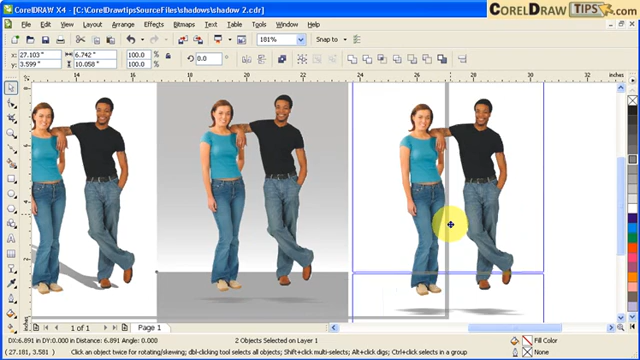 CorelDRAW X4 - [C:\CorelDrawtipsSourceFiles\shadows\shadow 2.cdr]
CORELDRAW TIPS.com
File Edit View Layout Arrange Effects Bitmaps Text Table Tools Window Help
181% Snap to
x: 27.103 " 6.742 " 100.0 %
y: 3.599 " 10.058 " 100.0 % 0.0 °
18 20 22 24 26 28 30 32 inches
1 of 1 Page 1
DX:6.891 in DY:0.000 in Distance: 6.891 Angle: 0.000 2 Objects Selected on Layer 1 Fill Color
(27.181, 3.581) Click an object twice for rotating/skewing; dbl-clicking tool selects all objects; Shift+click multi-selects; Alt+click digs; Ctrl+click selects in a group None